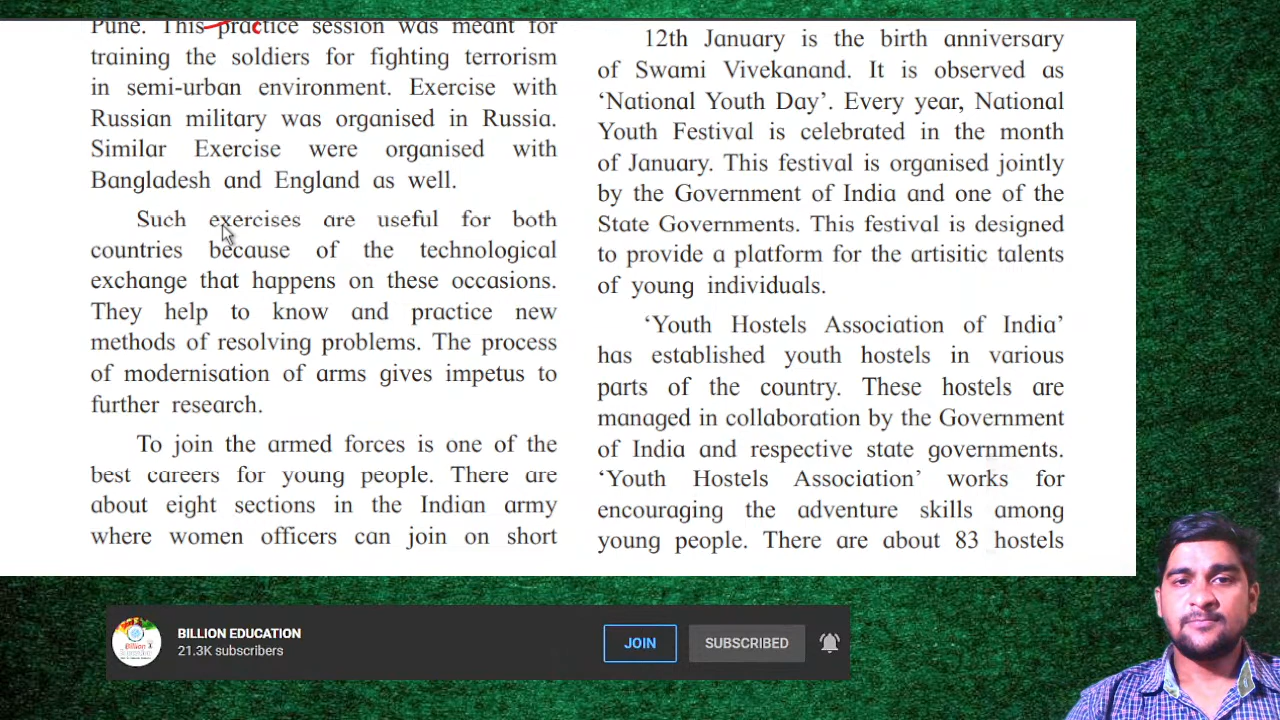 Pune. This practice session was meant for
training the soldiers for fighting terrorism
in semi-urban environment. Exercise with
Russian military was organised in Russia.
Similar Exercise were organised with
Bangladesh and England as well.
Such exercises are useful for both
countries because of the technological
exchange that happens on these occasions.
They help to know and practice new
methods of resolving problems. The process
of modernisation of arms gives impetus to
further research.
To join the armed forces is one of the
best careers for young people. There are
about eight sections in the Indian army
where women officers can join on short
12th January is the birth anniversary
of Swami Vivekanand. It is observed as
‘National Youth Day’. Every year, National
Youth Festival is celebrated in the month
of January. This festival is organised jointly
by the Government of India and one of the
State Governments. This festival is designed
to provide a platform for the artisitic talents
of young individuals.
‘Youth Hostels Association of India’
has established youth hostels in various
parts of the country. These hostels are
managed in collaboration by the Government
of India and respective state governments.
‘Youth Hostels Association’ works for
encouraging the adventure skills among
young people. There are about 83 hostels
BILLION EDUCATION
21.3K subscribers
JOIN
SUBSCRIBED